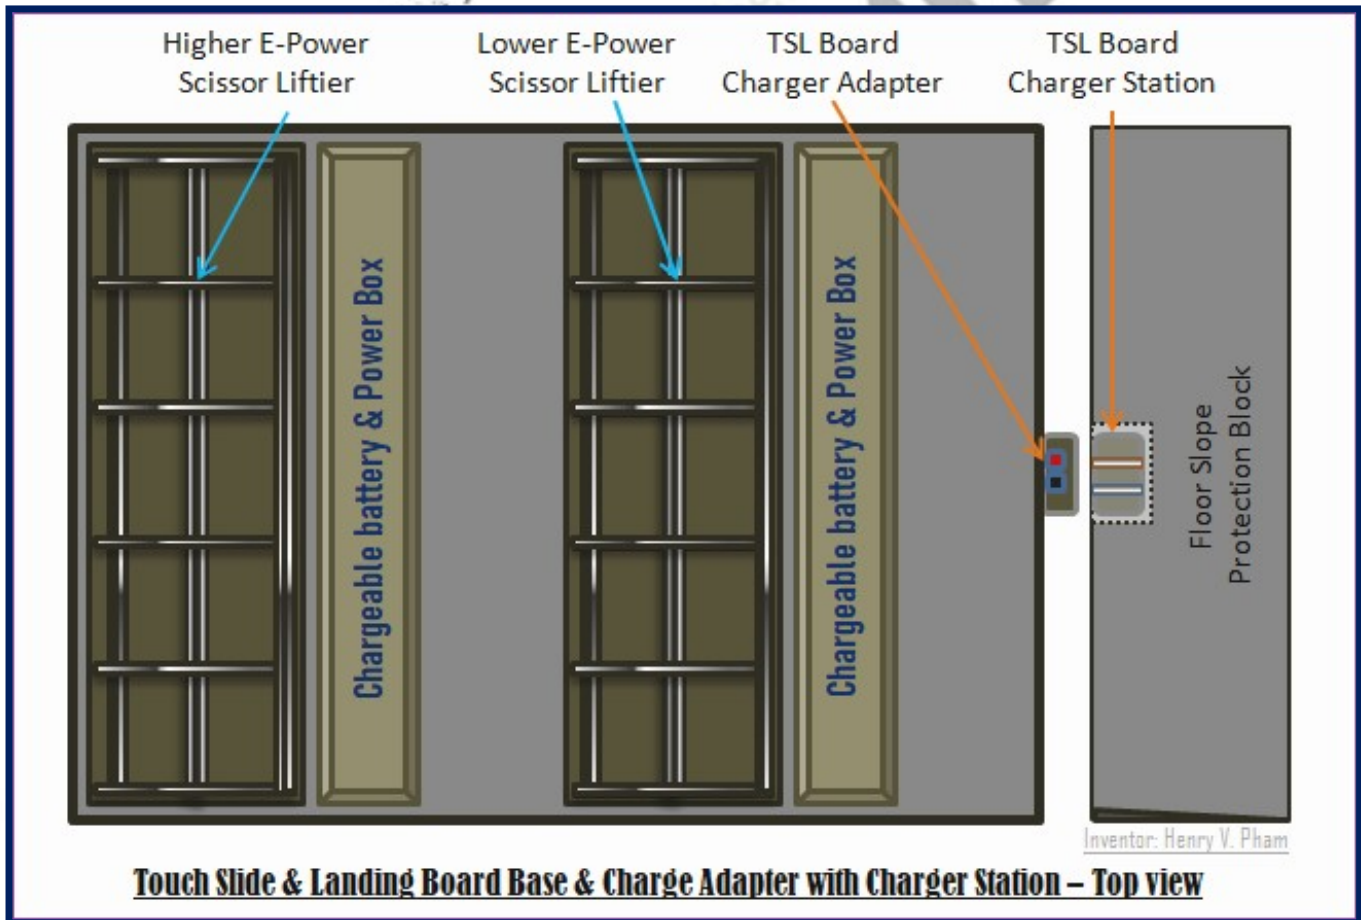 Higher E-Power
Scissor Liftier
Lower E-Power
Scissor Liftier
TSL Board
Charger Adapter
TSL Board
Charger Station
Chargeable battery & Power Box
Chargeable battery & Power Box
Floor Slope
Protection Block
Inventor: Henry V. Pham
Touch Slide & Landing Board Base & Charge Adapter with Charger Station – Top view